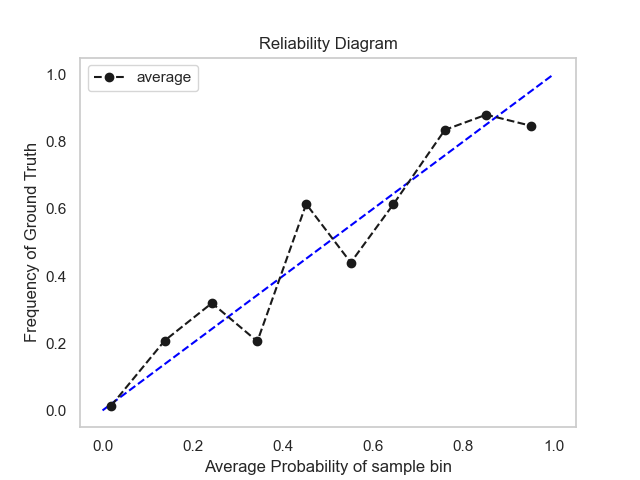 Reliability Diagram
average
Frequency of Ground Truth
1.0
0.8
0.6
0.4
0.2
0.0
0.0 0.2 0.4 0.6 0.8 1.0
Average Probability of sample bin